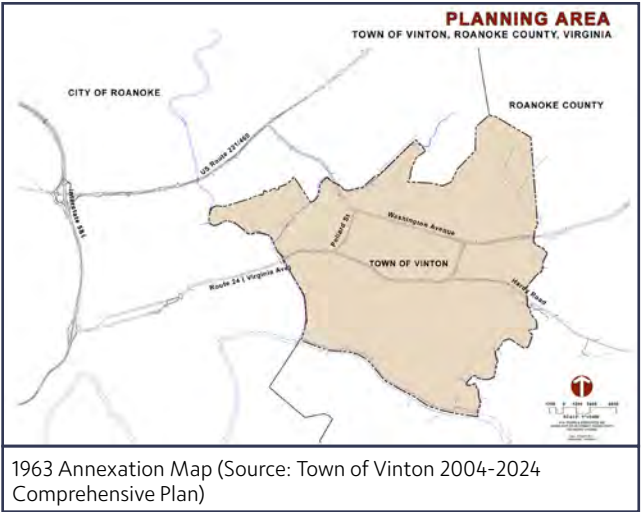 PLANNING AREA
TOWN OF VINTON, ROANOKE COUNTY, VIRGINIA
CITY OF ROANOKE
ROANOKE COUNTY
US Route 221/460
Interstate 581
Washington Avenue
Pollard St
TOWN OF VINTON
Route 24 ( Virginia Ave)
Hardy Road
1963 Annexation Map (Source: Town of Vinton 2004-2024
Comprehensive Plan)